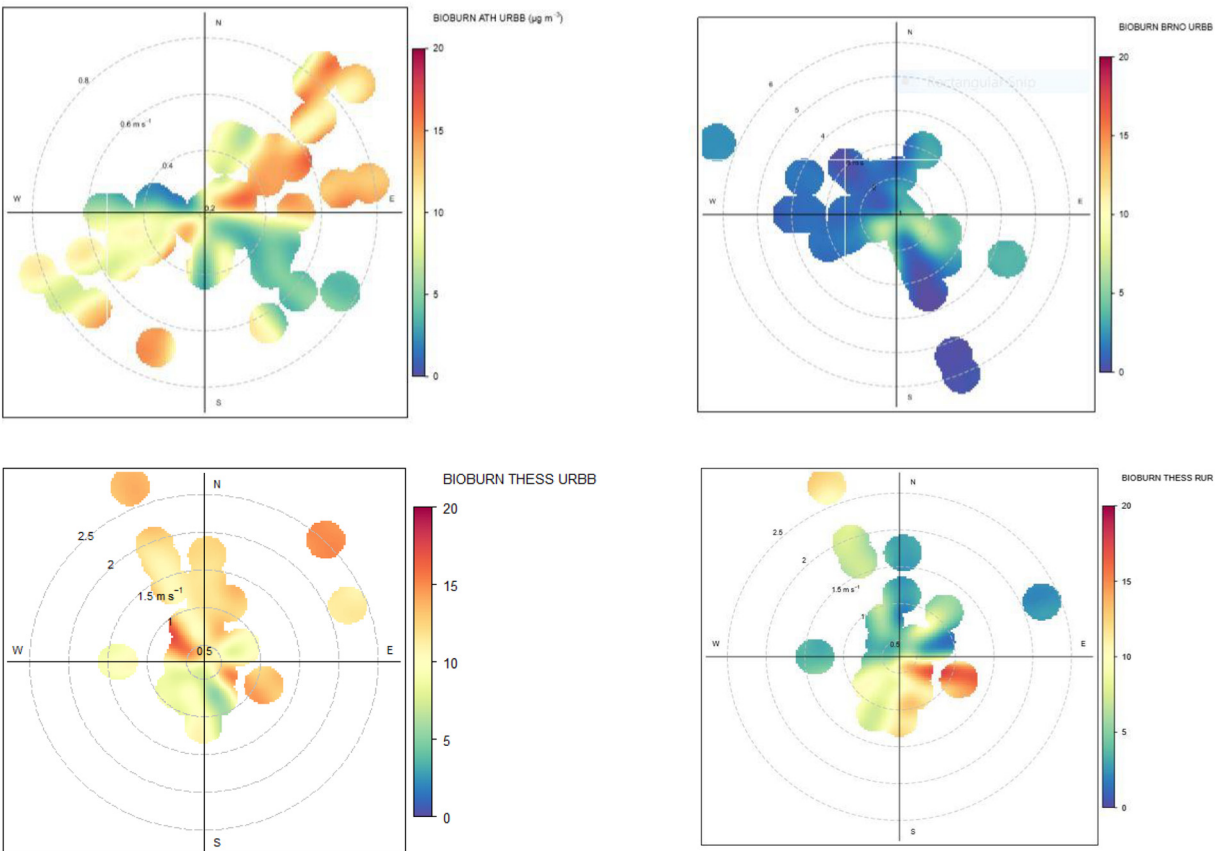 BIOBURN ATH URBB (µg m⁻³)
N
0.8
0.6 m s⁻¹
0.4
W
0.2
E
S
20
15
10
5
0
BIOBURN BRNO URBB
N
Rectangular Snip
6
5
4
2
W
1
E
S
20
15
10
5
0
BIOBURN THESS URBB
N
2.5
2
1.5 m s⁻¹
1
W
0.5
E
S
20
15
10
5
0
BIOBURN THESS RUR
N
2.5
2
1.5 m s⁻¹
W
0.5
E
S
20
15
10
5
0